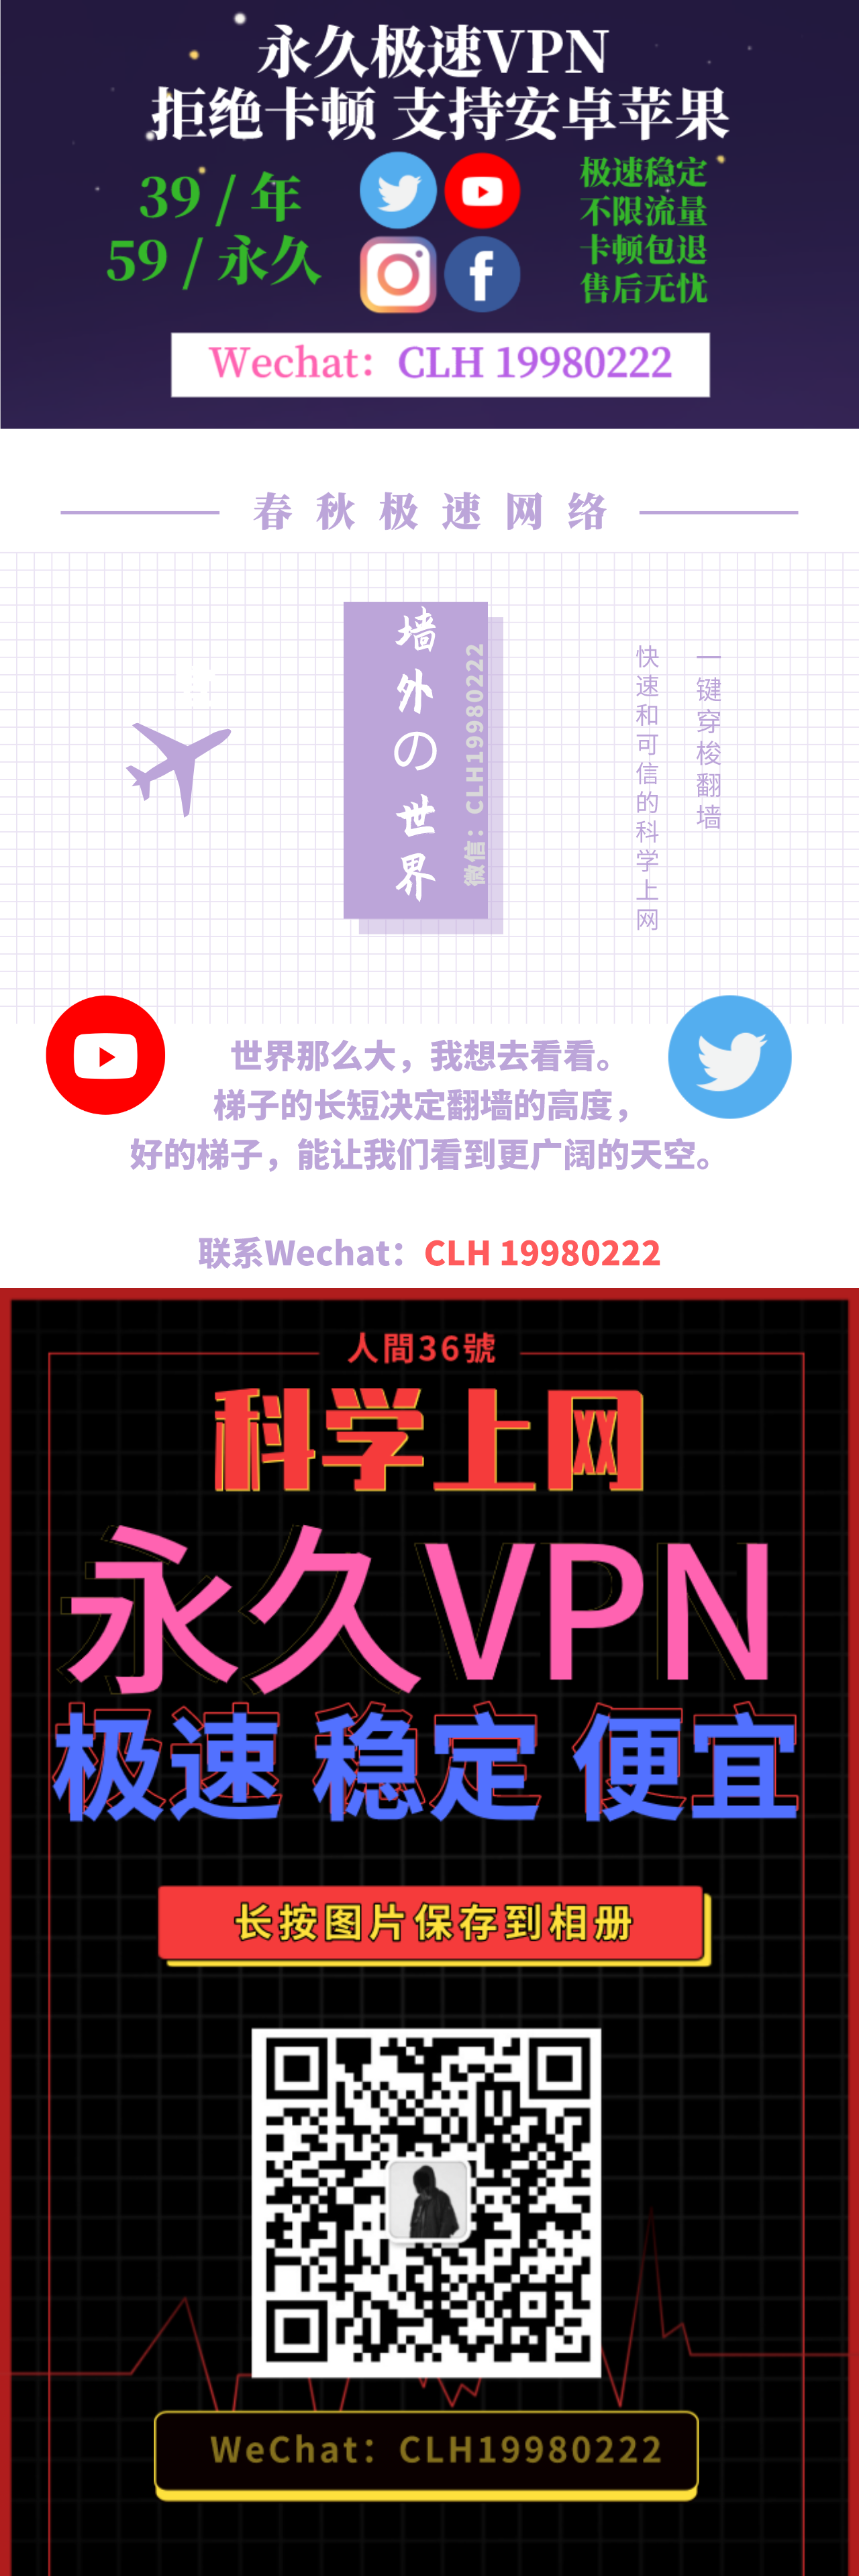 永久极速VPN
拒绝卡顿 支持安卓苹果
39 / 年
59 / 永久
极速稳定
不限流量
卡顿包退
售后无忧
Wechat：CLH 19980222
春秋极速网络
墙外の世界
微信：CLH19980222
一键穿梭翻墙
快速和可信的科学上网
世界那么大，我想去看看。
梯子的长短决定翻墙的高度，
好的梯子，能让我们看到更广阔的天空。
联系Wechat：CLH 19980222
人間36號
科学上网
永久VPN
极速 稳定 便宜
长按图片保存到相册
WeChat：CLH19980222